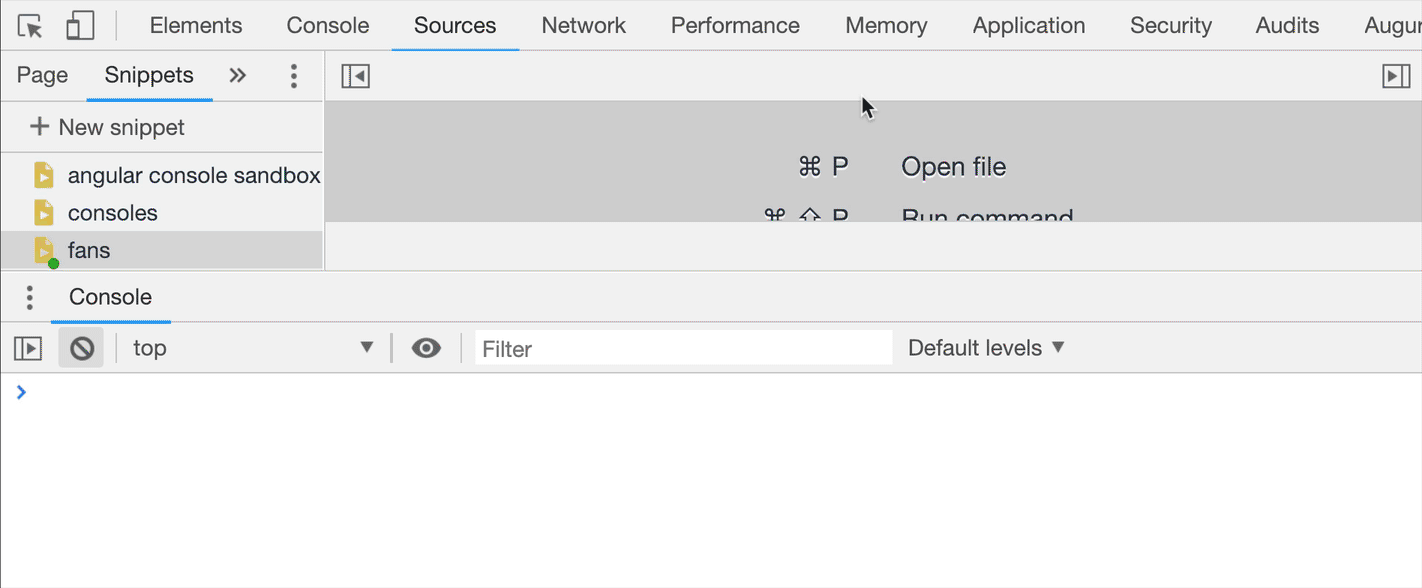 Elements Console Sources Network Performance Memory Application Security Audits Augur
Page Snippets
New snippet
angular console sandbox
consoles
fans
⌘ P Open file
⌘ ⇧ P Run command
Console
top Filter Default levels